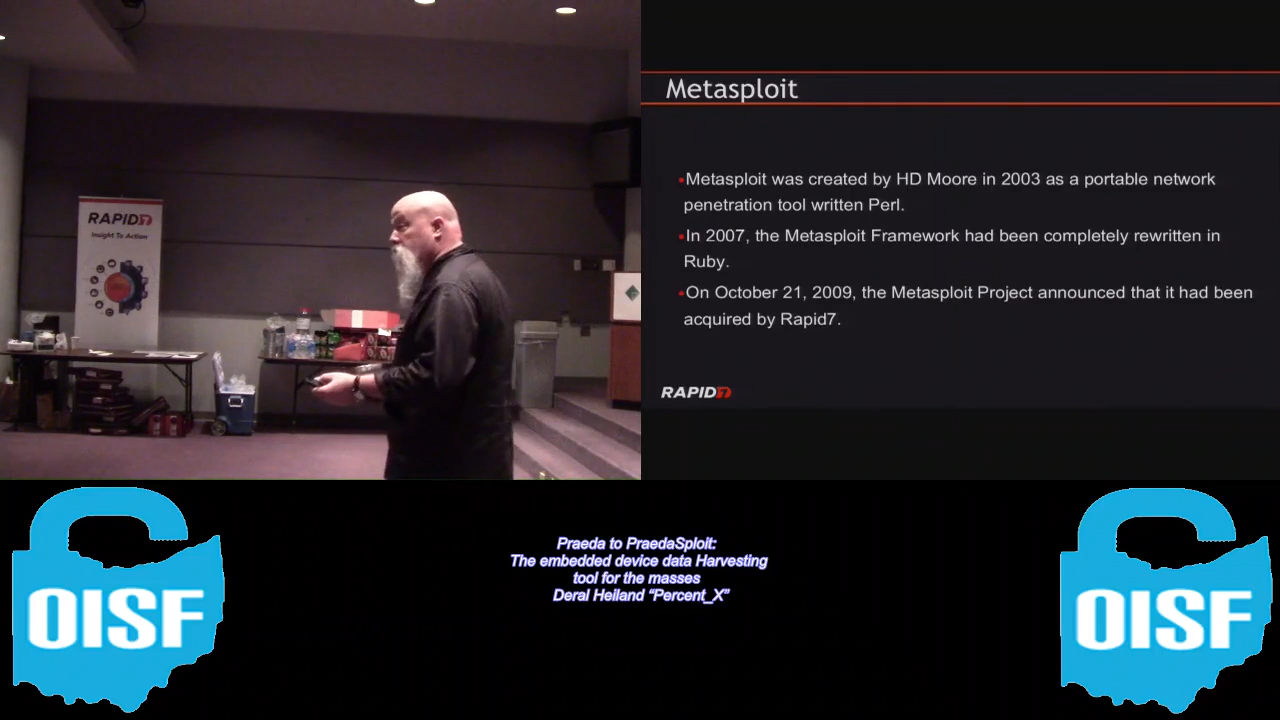 RAPID7
Insight To Action
Metasploit
•Metasploit was created by HD Moore in 2003 as a portable network
penetration tool written Perl.
•In 2007, the Metasploit Framework had been completely rewritten in
Ruby.
•On October 21, 2009, the Metasploit Project announced that it had been
acquired by Rapid7.
RAPID7
OISF
Praeda to PraedaSploit:
The embedded device data Harvesting
tool for the masses
Deral Heiland “Percent_X”
OISF